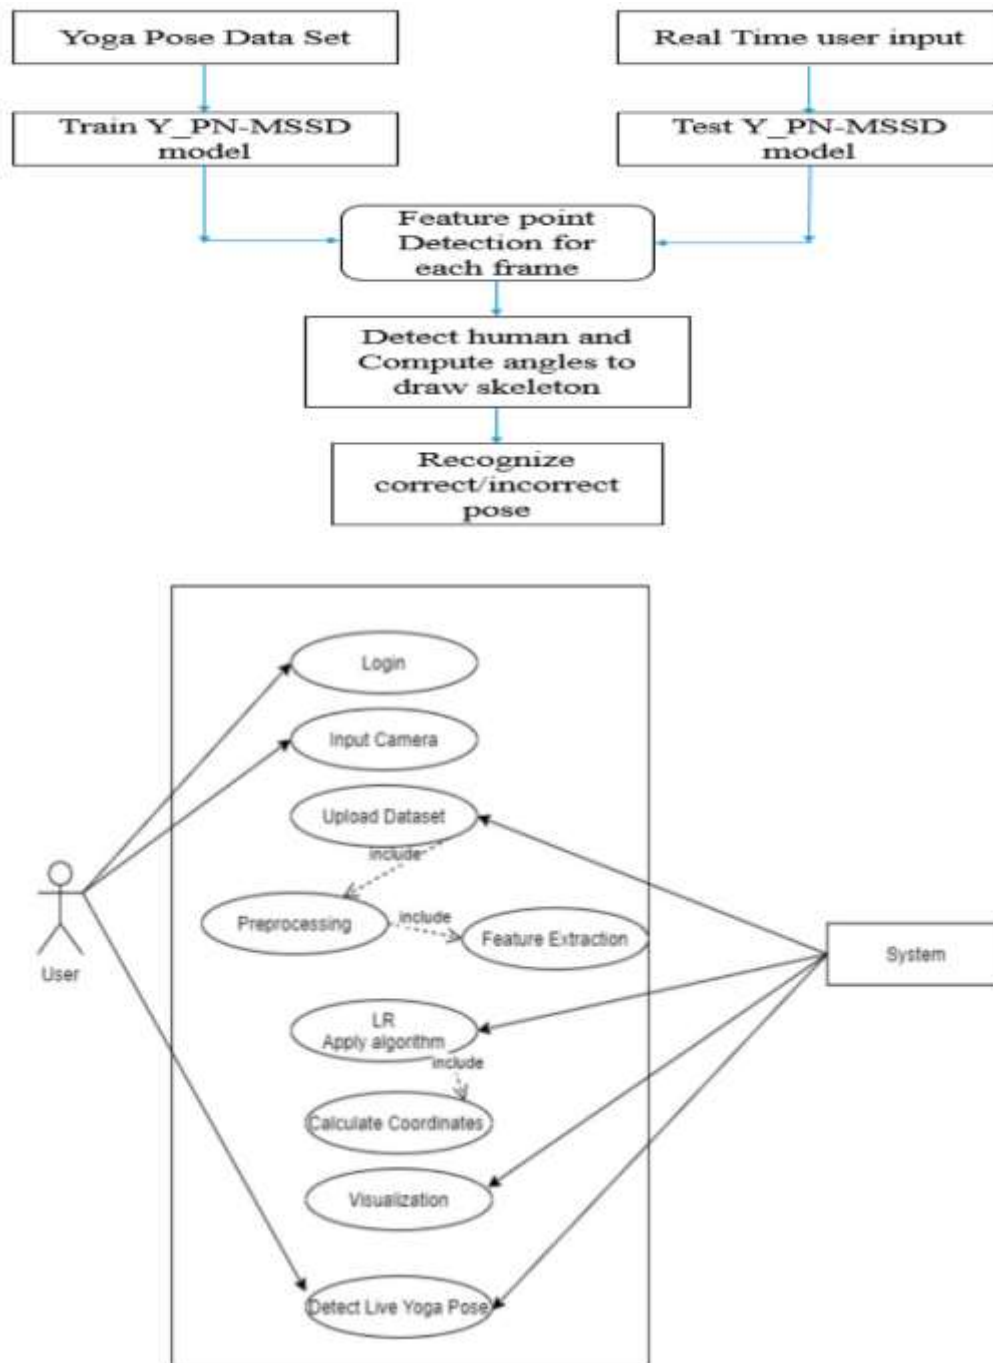 Yoga Pose Data Set
Real Time user input
Train Y_PN-MSSD
model
Test Y_PN-MSSD
model
Feature point
Detection for
each frame
Detect human and
Compute angles to
draw skeleton
Recognize
correct/incorrect
pose
Login
Input Camera
Upload Dataset
include
Preprocessing
include
Feature Extraction
User
System
LR
Apply algorithm
include
Calculate Coordinates
Visualization
Detect Live Yoga Pose